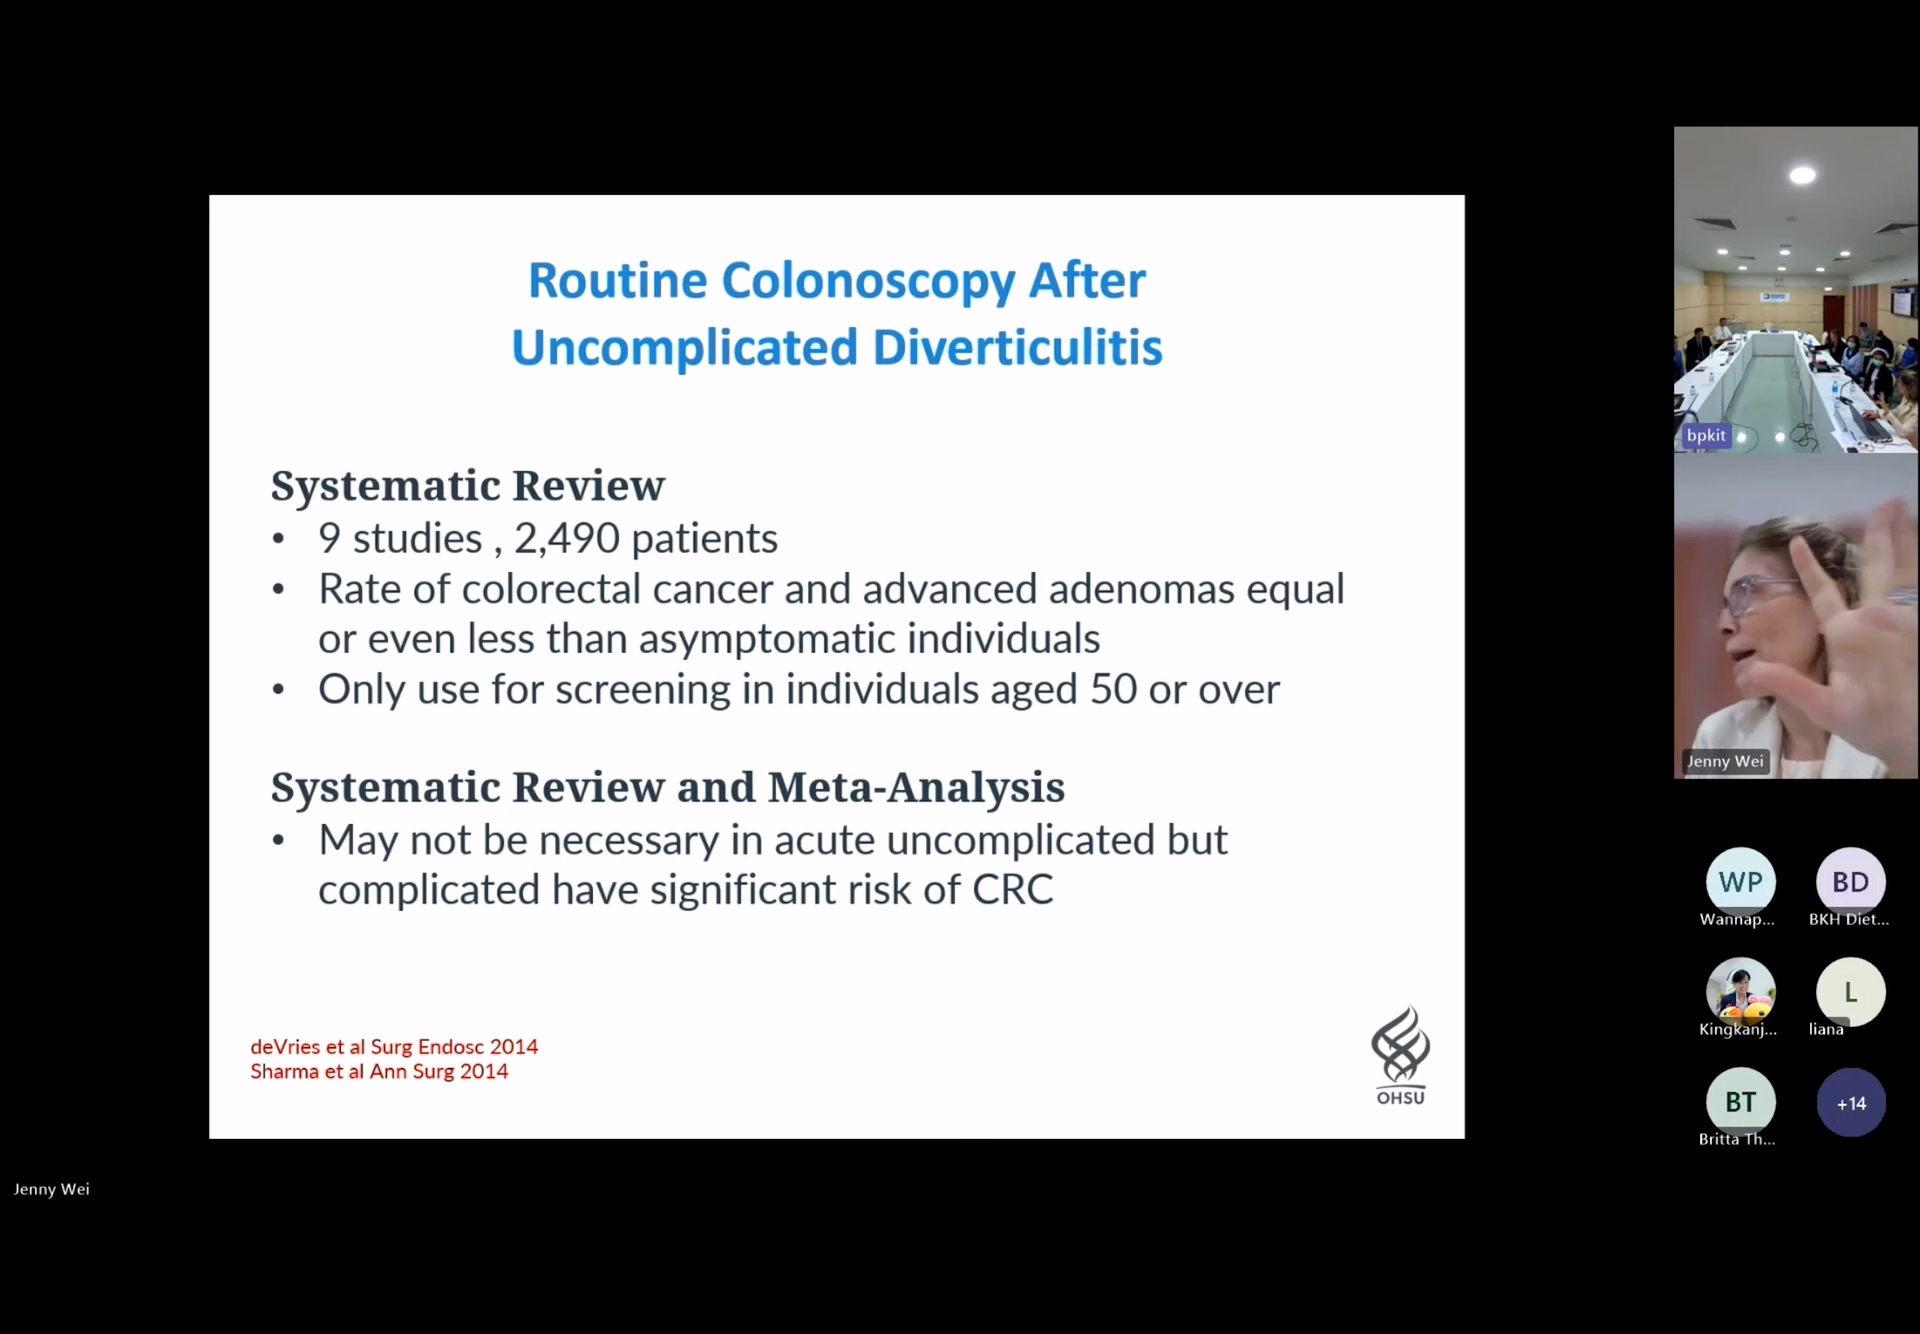 Routine Colonoscopy After
Uncomplicated Diverticulitis
Systematic Review
• 9 studies , 2,490 patients
• Rate of colorectal cancer and advanced adenomas equal
or even less than asymptomatic individuals
• Only use for screening in individuals aged 50 or over
Systematic Review and Meta-Analysis
• May not be necessary in acute uncomplicated but
complicated have significant risk of CRC
deVries et al Surg Endosc 2014
Sharma et al Ann Surg 2014
OHSU
Jenny Wei
bpkit
Jenny Wei
WP
Wannap...
BD
BKH Diet...
Kingkanj...
L
liana
BT
Britta Th...
+14